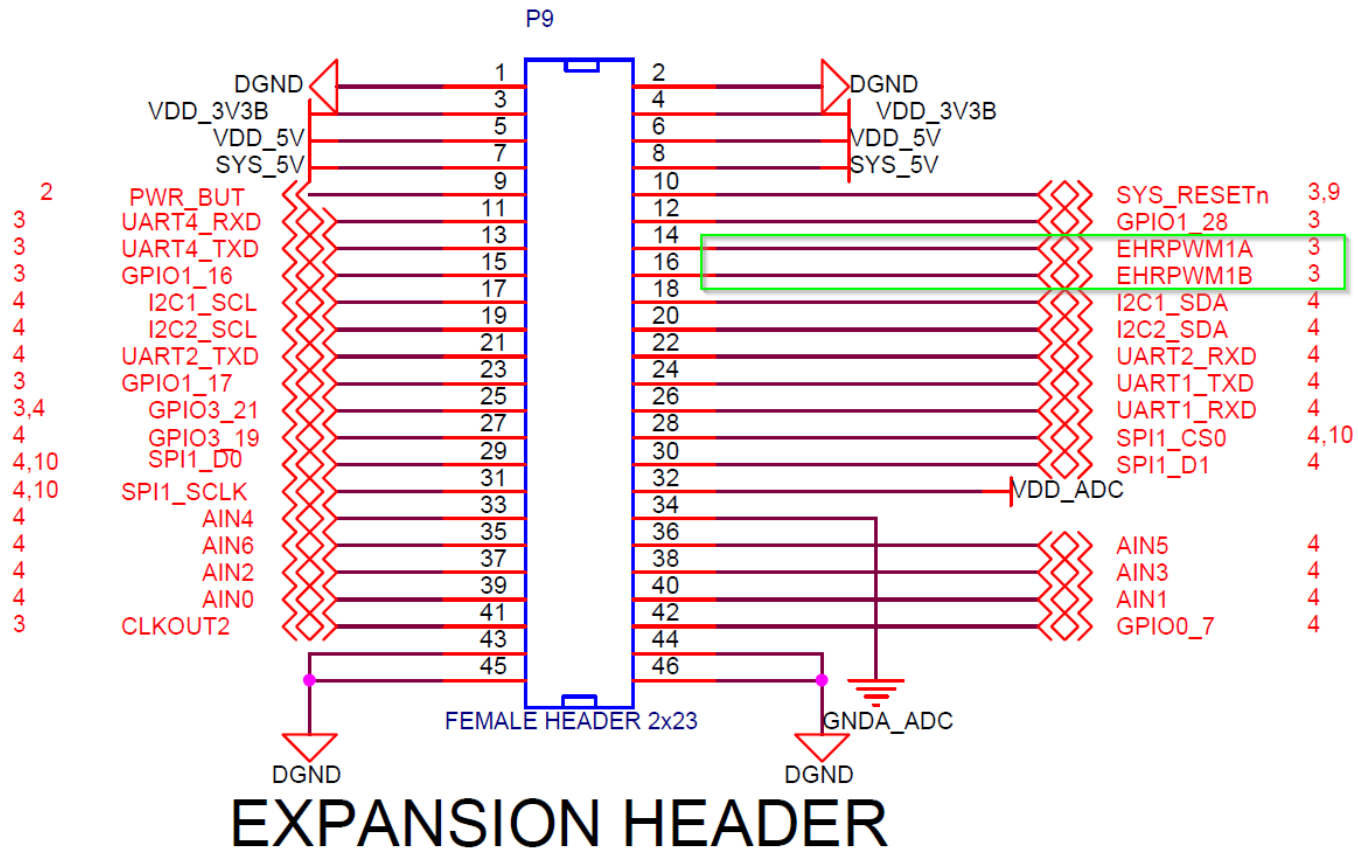 P9
DGND 1 2 DGND
VDD_3V3B 3 4 VDD_3V3B
VDD_5V 5 6 VDD_5V
SYS_5V 7 8 SYS_5V
2 PWR_BUT 9 10 SYS_RESETn 3,9
3 UART4_RXD 11 12 GPIO1_28 3
3 UART4_TXD 13 14 EHRPWM1A 3
3 GPIO1_16 15 16 EHRPWM1B 3
4 I2C1_SCL 17 18 I2C1_SDA 4
4 I2C2_SCL 19 20 I2C2_SDA 4
4 UART2_TXD 21 22 UART2_RXD 4
3 GPIO1_17 23 24 UART1_TXD 4
3,4 GPIO3_21 25 26 UART1_RXD 4
4 GPIO3_19 27 28 SPI1_CS0 4,10
4,10 SPI1_D0 29 30 SPI1_D1 4
4,10 SPI1_SCLK 31 32 VDD_ADC
4 AIN4 33 34
4 AIN6 35 36 AIN5 4
4 AIN2 37 38 AIN3 4
4 AIN0 39 40 AIN1 4
3 CLKOUT2 41 42 GPIO0_7 4
43 44
45 46
FEMALE HEADER 2x23 GNDA_ADC
DGND DGND
EXPANSION HEADER